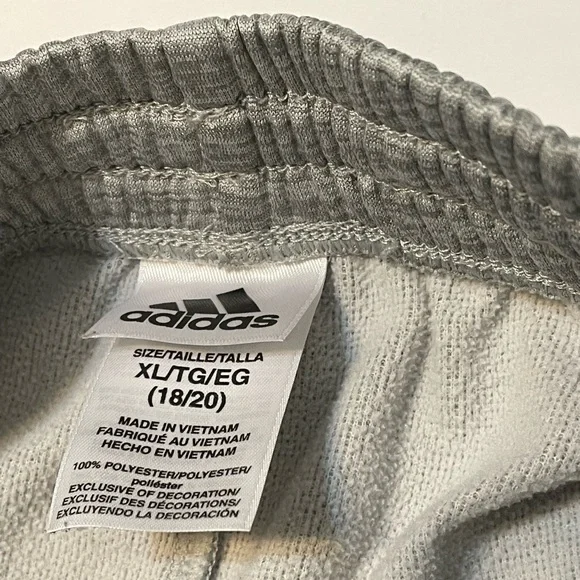 adidas
SIZE/TAILLE/TALLA
XL/TG/EG
(18/20)
MADE IN VIETNAM
FABRIQUÉ AU VIETNAM
HECHO EN VIETNAM
100% POLYESTER/POLYESTER/
poliéster
EXCLUSIVE OF DECORATION/
EXCLUSIF DES DÉCORATIONS/
EXCLUYENDO LA DECORACIÓN